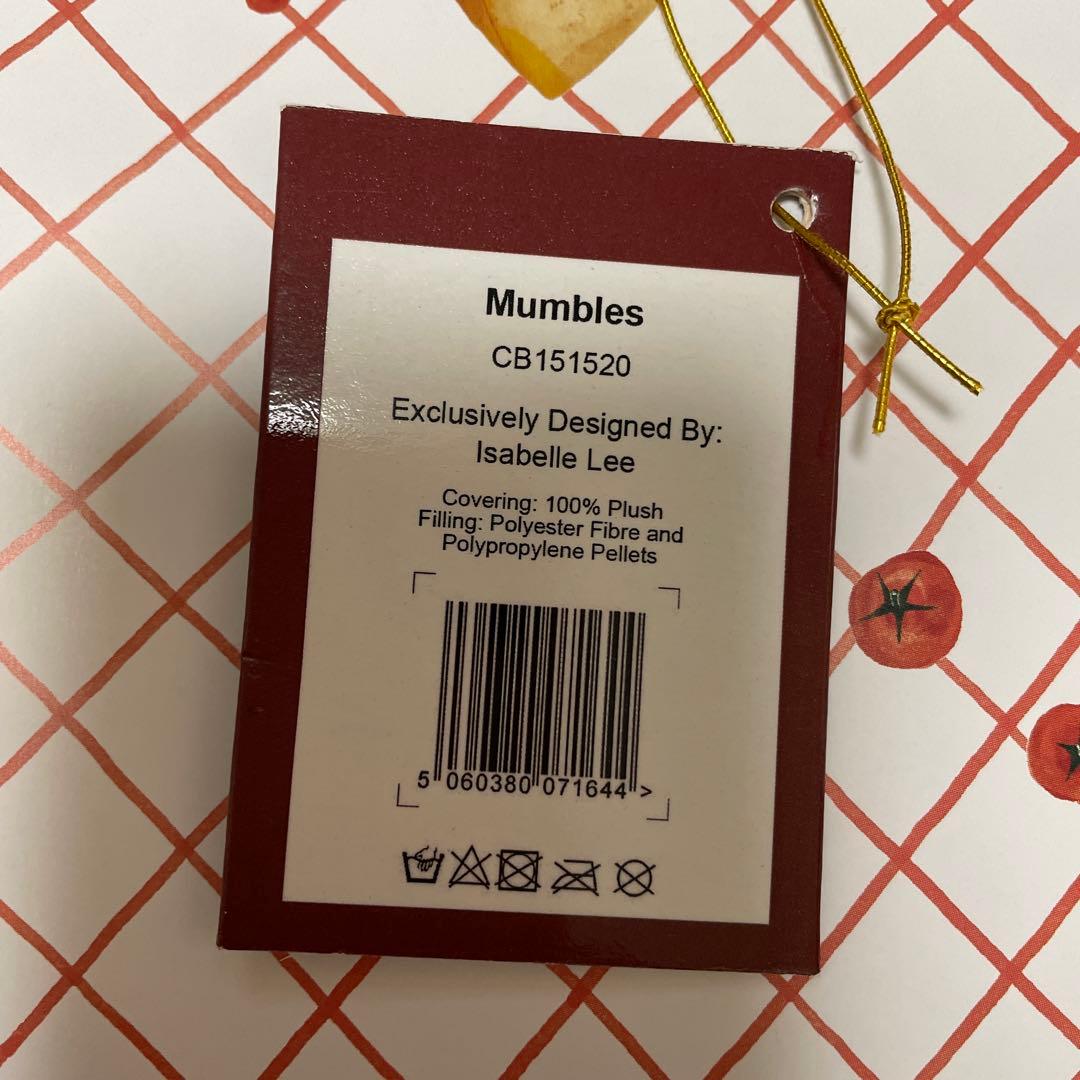 Mumbles
CB151520
Exclusively Designed By:
Isabelle Lee
Covering: 100% Plush
Filling: Polyester Fibre and
Polypropylene Pellets
5 060380 071644 >